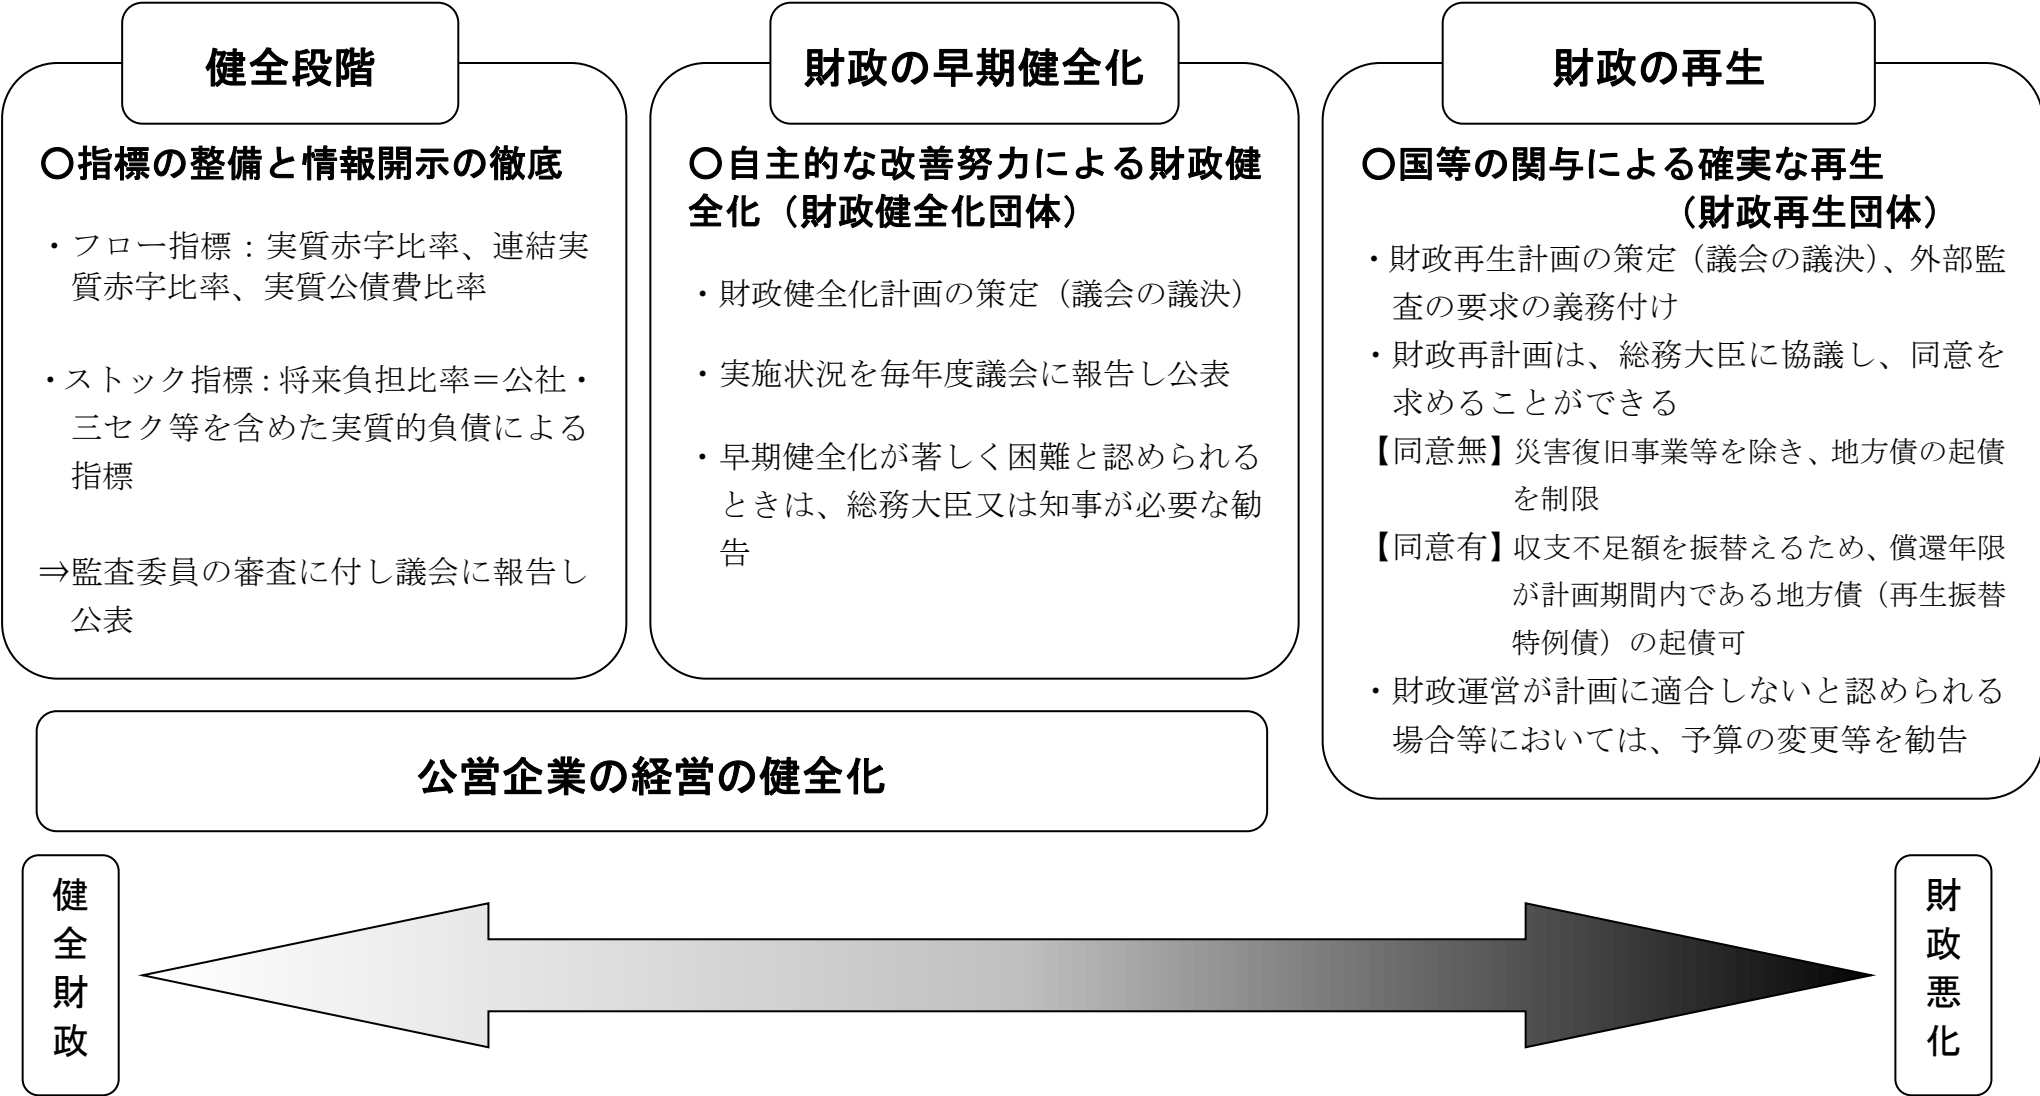 健全段階
〇指標の整備と情報開示の徹底
・フロー指標：実質赤字比率、連結実
質赤字比率、実質公債費比率
・ストック指標：将来負担比率＝公社・
三セク等を含めた実質的負債による
指標
⇒監査委員の審査に付し議会に報告し
公表
財政の早期健全化
〇自主的な改善努力による財政健
全化（財政健全化団体）
・財政健全化計画の策定（議会の議決）
・実施状況を毎年度議会に報告し公表
・早期健全化が著しく困難と認められる
ときは、総務大臣又は知事が必要な勧
告
財政の再生
〇国等の関与による確実な再生
（財政再生団体）
・財政再生計画の策定（議会の議決）、外部監
査の要求の義務付け
・財政再計画は、総務大臣に協議し、同意を
求めることができる
【同意無】災害復旧事業等を除き、地方債の起債
を制限
【同意有】収支不足額を振替えるため、償還年限
が計画期間内である地方債（再生振替
特例債）の起債可
・財政運営が計画に適合しないと認められる
場合等においては、予算の変更等を勧告
公営企業の経営の健全化
健全財政
財政悪化